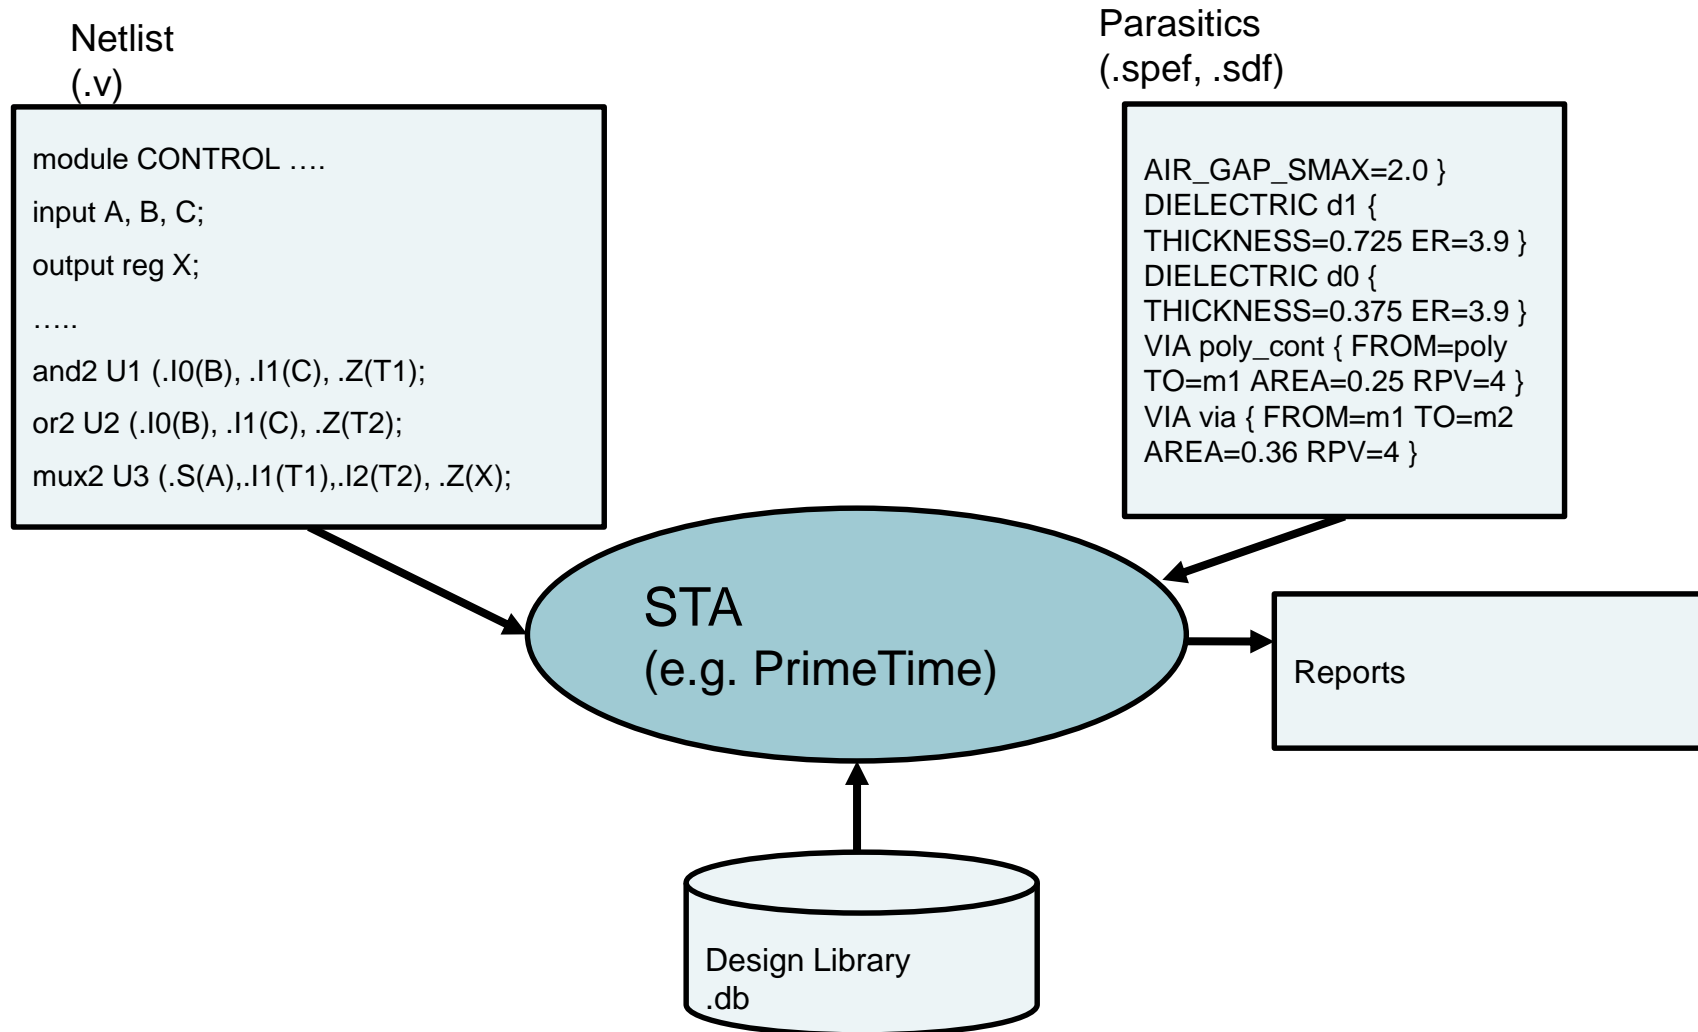 Netlist
(.v)
module CONTROL ….
input A, B, C;
output reg X;
…..
and2 U1 (.I0(B), .I1(C), .Z(T1);
or2 U2 (.I0(B), .I1(C), .Z(T2);
mux2 U3 (.S(A),.I1(T1),.I2(T2), .Z(X);
Parasitics
(.spef, .sdf)
AIR_GAP_SMAX=2.0 }
DIELECTRIC d1 {
THICKNESS=0.725 ER=3.9 }
DIELECTRIC d0 {
THICKNESS=0.375 ER=3.9 }
VIA poly_cont { FROM=poly
TO=m1 AREA=0.25 RPV=4 }
VIA via { FROM=m1 TO=m2
AREA=0.36 RPV=4 }
STA
(e.g. PrimeTime)
Reports
Design Library
.db